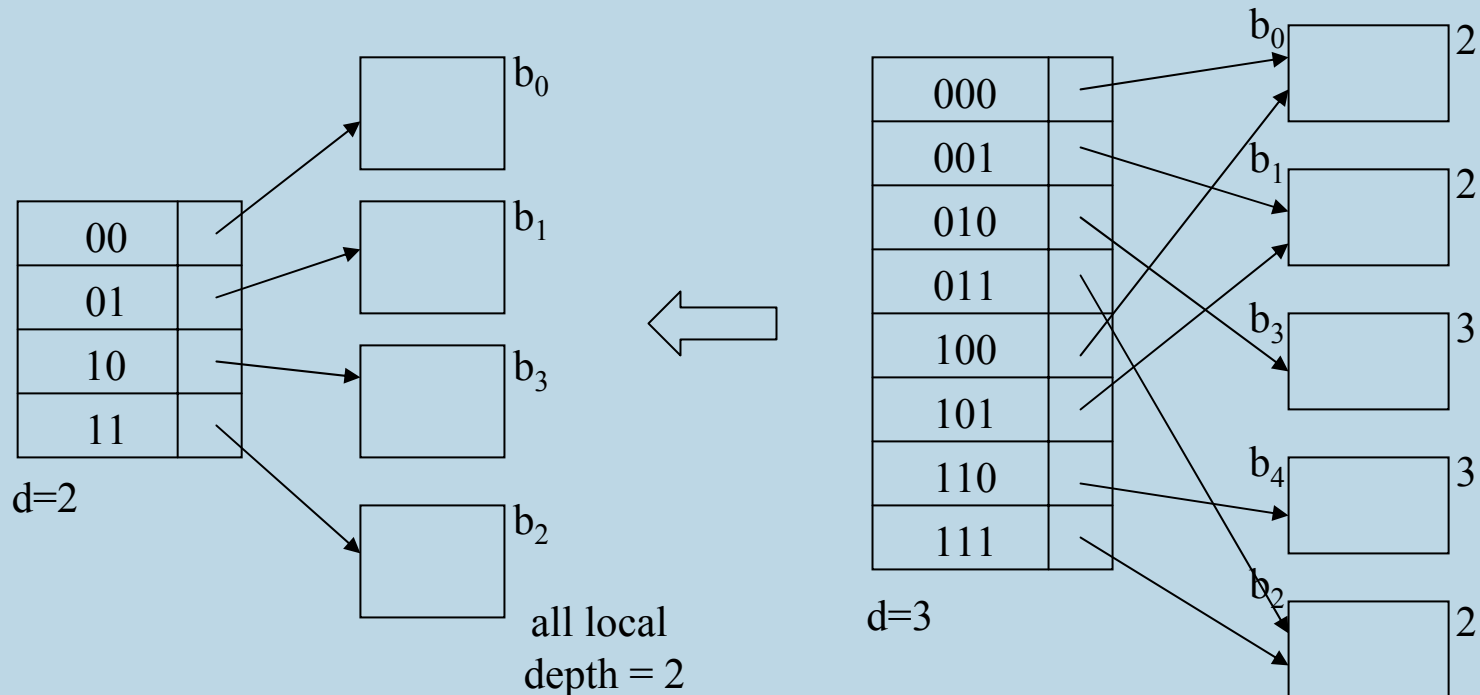 b₀
b₁
b₃
b₂
00
01
10
11
d=2
all local
depth = 2
000
001
010
011
100
101
110
111
d=3
b₀ 2
b₁ 2
b₃ 3
b₄ 3
b₂ 2